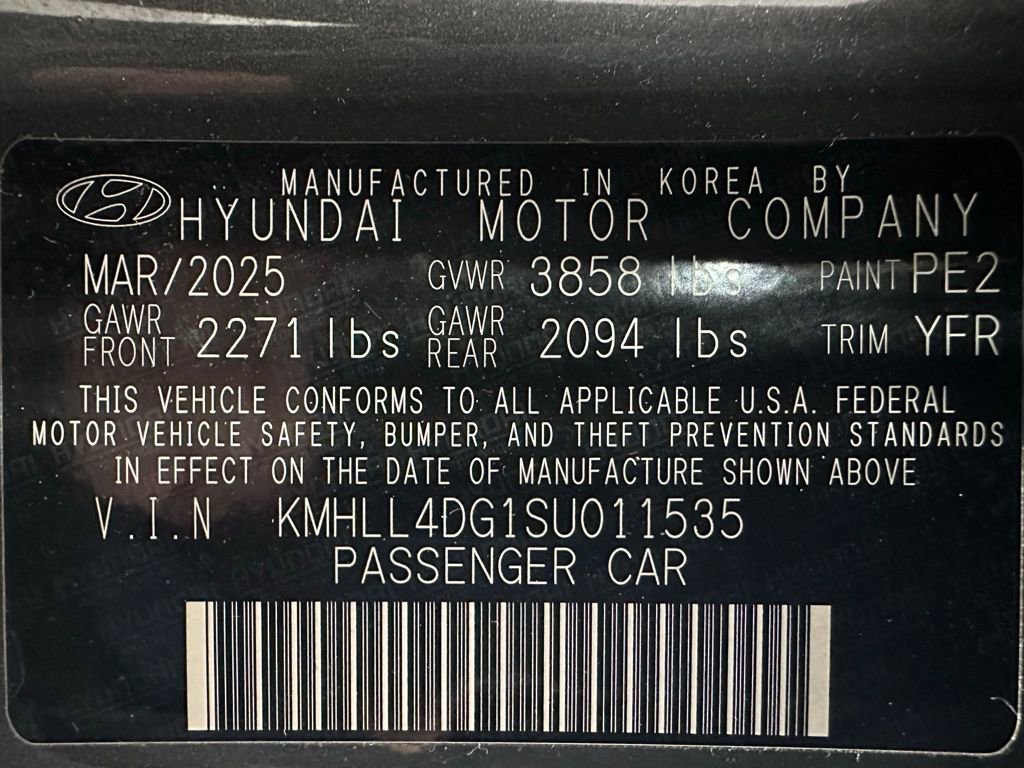 MANUFACTURED IN KOREA BY
HYUNDAI MOTOR COMPANY
MAR/2025 GVWR 3858 lbs PAINT PE2
GAWR FRONT 2271 lbs GAWR REAR 2094 lbs TRIM YFR
THIS VEHICLE CONFORMS TO ALL APPLICABLE U.S.A. FEDERAL
MOTOR VEHICLE SAFETY, BUMPER, AND THEFT PREVENTION STANDARDS
IN EFFECT ON THE DATE OF MANUFACTURE SHOWN ABOVE
V.I.N KMHLL4DG1SU011535
PASSENGER CAR